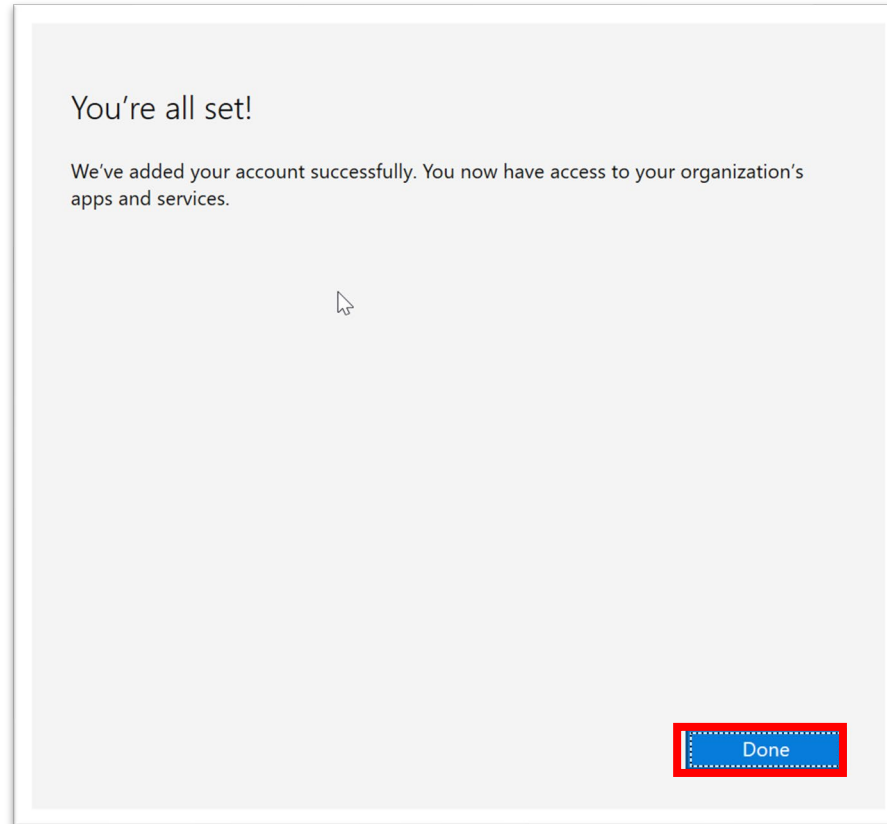 You’re all set!
We’ve added your account successfully. You now have access to your organization’s
apps and services.
Done